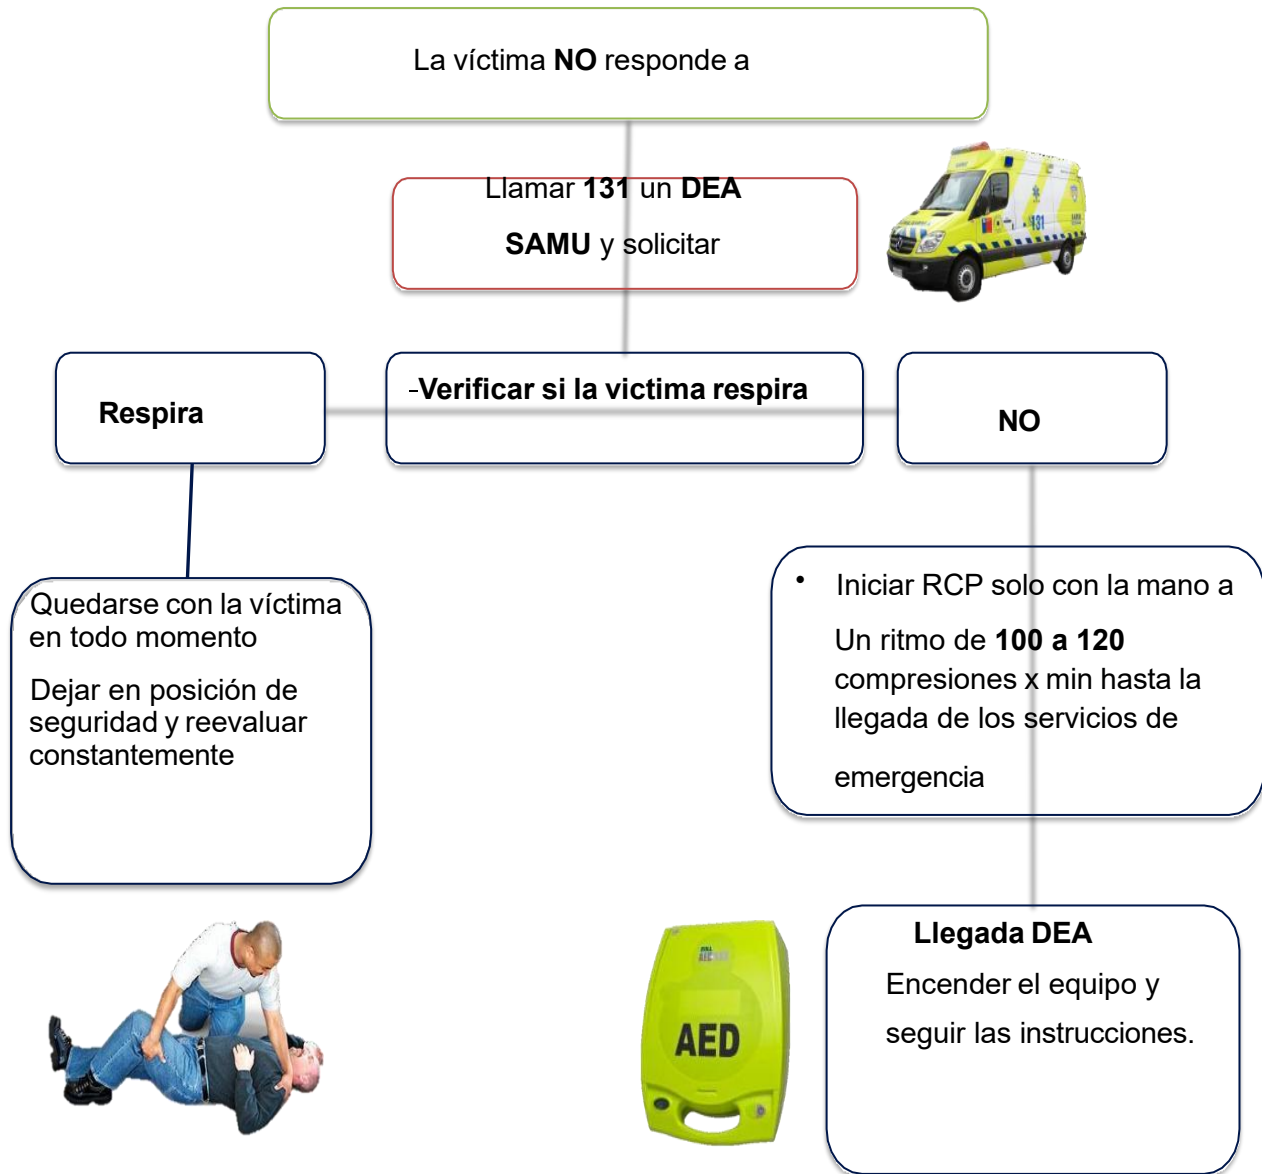 La víctima NO responde a
Llamar 131 un DEA
SAMU y solicitar
131
Respira
-Verificar si la victima respira
NO
Quedarse con la víctima
en todo momento
Dejar en posición de
seguridad y reevaluar
constantemente
• Iniciar RCP solo con la mano a
Un ritmo de 100 a 120
compresiones x min hasta la
llegada de los servicios de
emergencia
AED
Llegada DEA
Encender el equipo y
seguir las instrucciones.